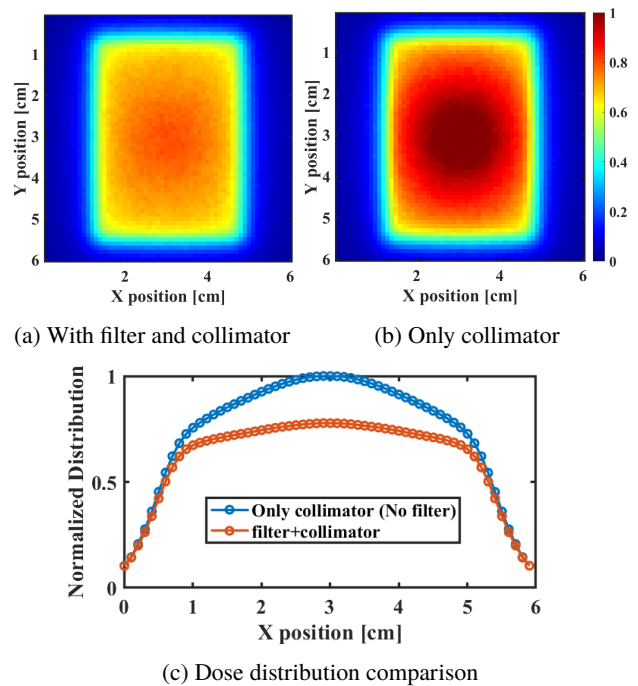 1
2
3
4
5
6
Y position [cm]
2 4 6
X position [cm]
1
2
3
4
5
6
Y position [cm]
2 4 6
X position [cm]
1
0.8
0.6
0.4
0.2
0
(a) With filter and collimator
(b) Only collimator
1
0.5
0
Normalized Distribution
Only collimator (No filter)
filter+collimator
0 1 2 3 4 5 6
X position [cm]
(c) Dose distribution comparison